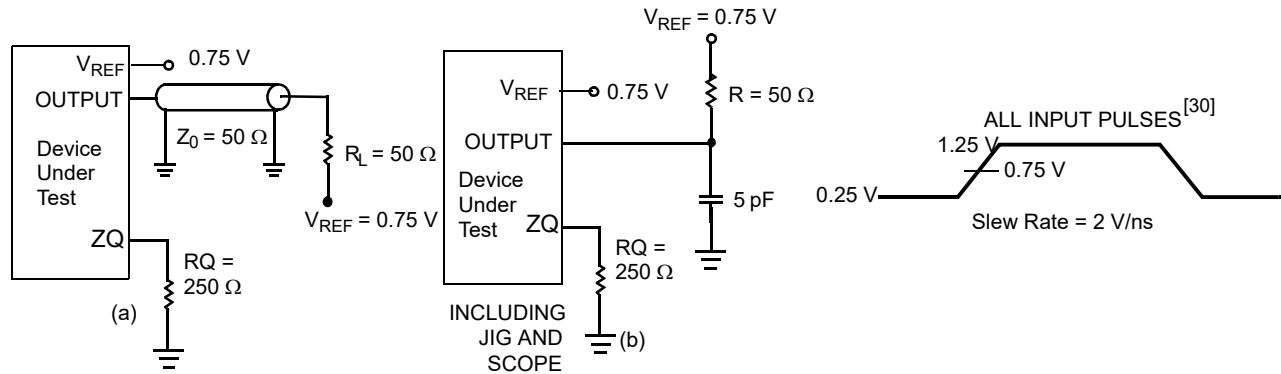 V_REF
0.75 V
OUTPUT
Z_0 = 50 Ω
Device
Under
Test
R_L = 50 Ω
V_REF = 0.75 V
ZQ
RQ =
250 Ω
(a)
V_REF = 0.75 V
R = 50 Ω
V_REF
0.75 V
OUTPUT
Device
Under
Test
5 pF
ZQ
RQ =
250 Ω
INCLUDING
JIG AND
SCOPE
(b)
ALL INPUT PULSES[30]
1.25 V
0.75 V
0.25 V
Slew Rate = 2 V/ns